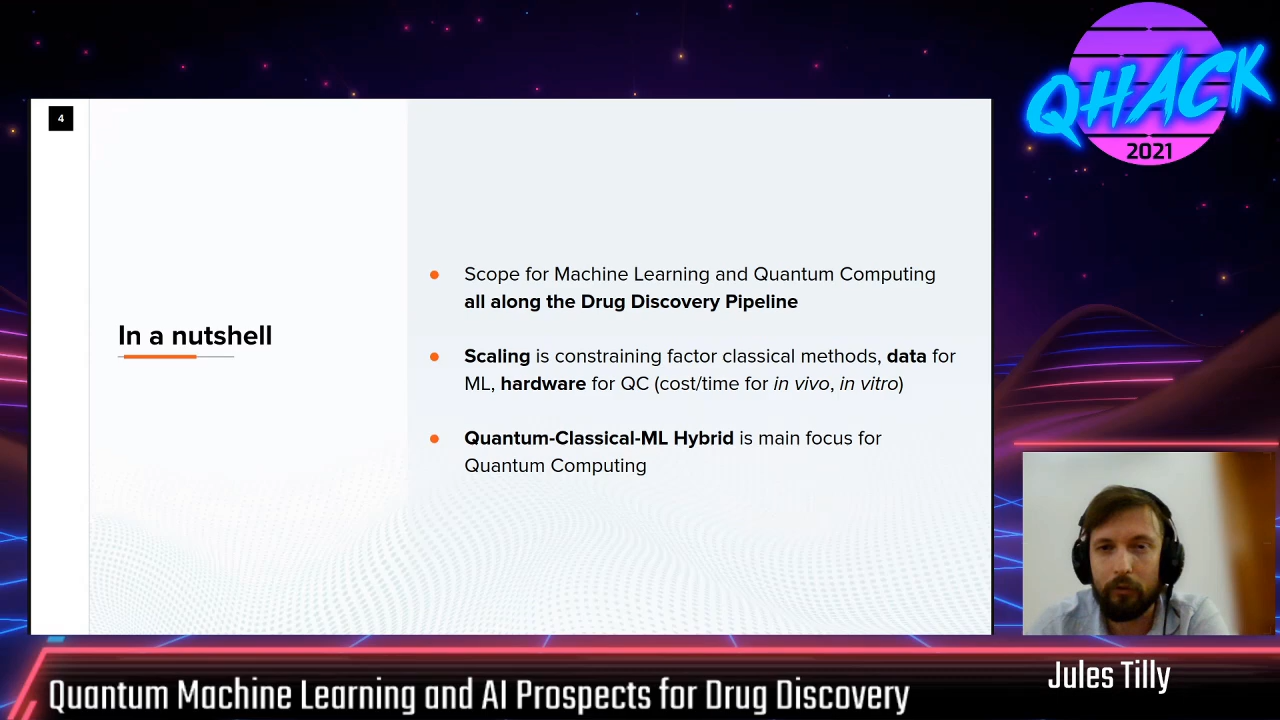 QHACK
2021
4
In a nutshell
Scope for Machine Learning and Quantum Computing
all along the Drug Discovery Pipeline
Scaling is constraining factor classical methods, data for
ML, hardware for QC (cost/time for in vivo, in vitro)
Quantum-Classical-ML Hybrid is main focus for
Quantum Computing
Jules Tilly
Quantum Machine Learning and AI Prospects for Drug Discovery